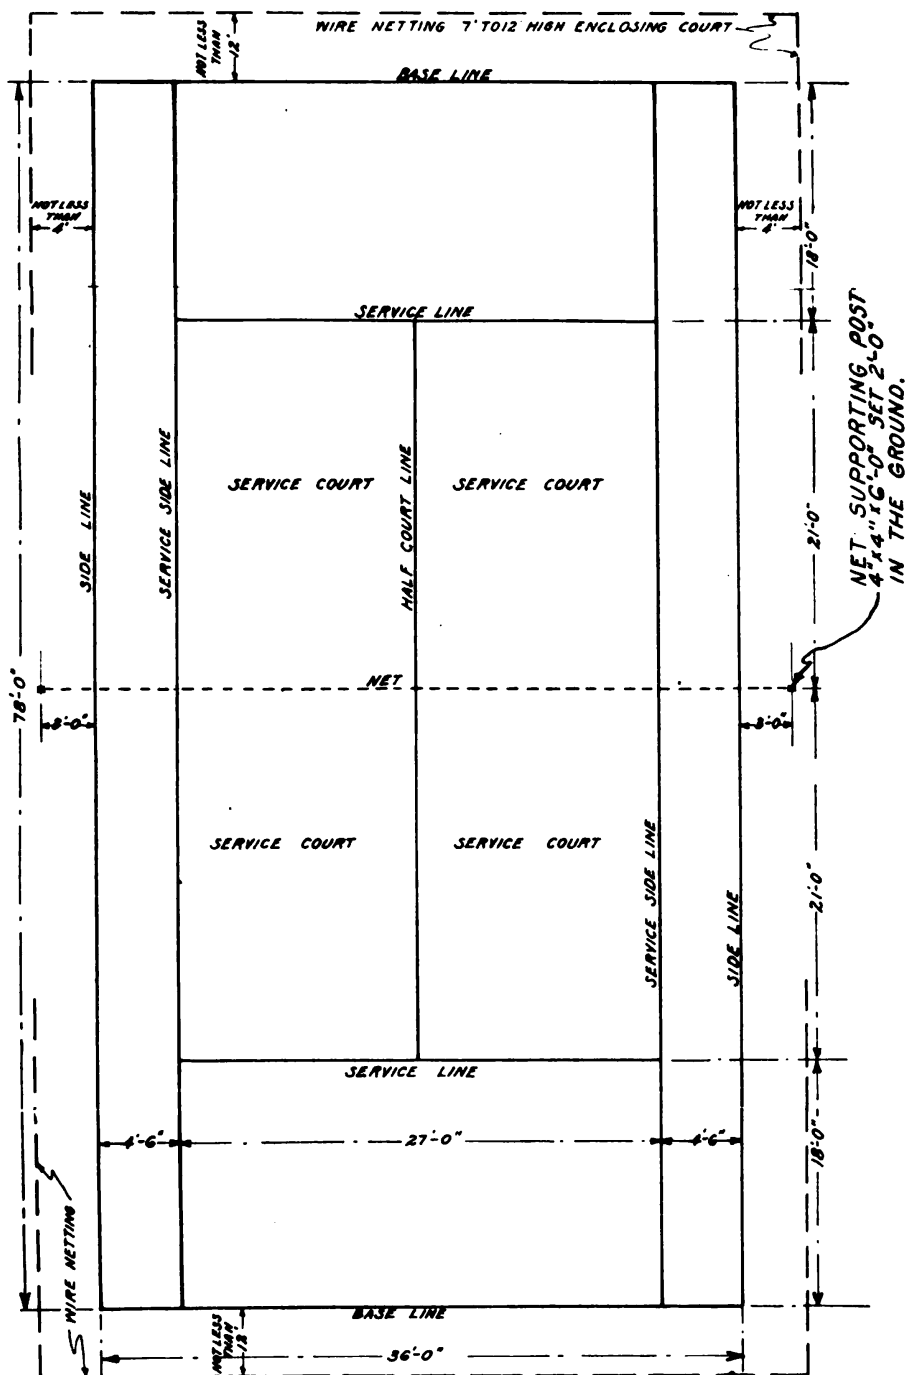 WIRE NETTING 7' TO 12' HIGH ENCLOSING COURT
NOT LESS
THAN
12'
BASE LINE
NOT LESS
THAN
4'
NOT LESS
THAN
4'
18'-0"
SERVICE LINE
NET SUPPORTING POST
4"x4"x6'-0" SET 2'-0"
IN THE GROUND.
SIDE LINE
SERVICE SIDE LINE
SERVICE COURT
HALF COURT LINE
SERVICE COURT
21'-0"
78'-0"
NET
3'-0"
3'-0"
SERVICE COURT
SERVICE COURT
SERVICE SIDE LINE
SIDE LINE
21'-0"
SERVICE LINE
4'-6"
27'-0"
4'-6"
18'-0"
WIRE NETTING
BASE LINE
NOT LESS
THAN
12'
36'-0"